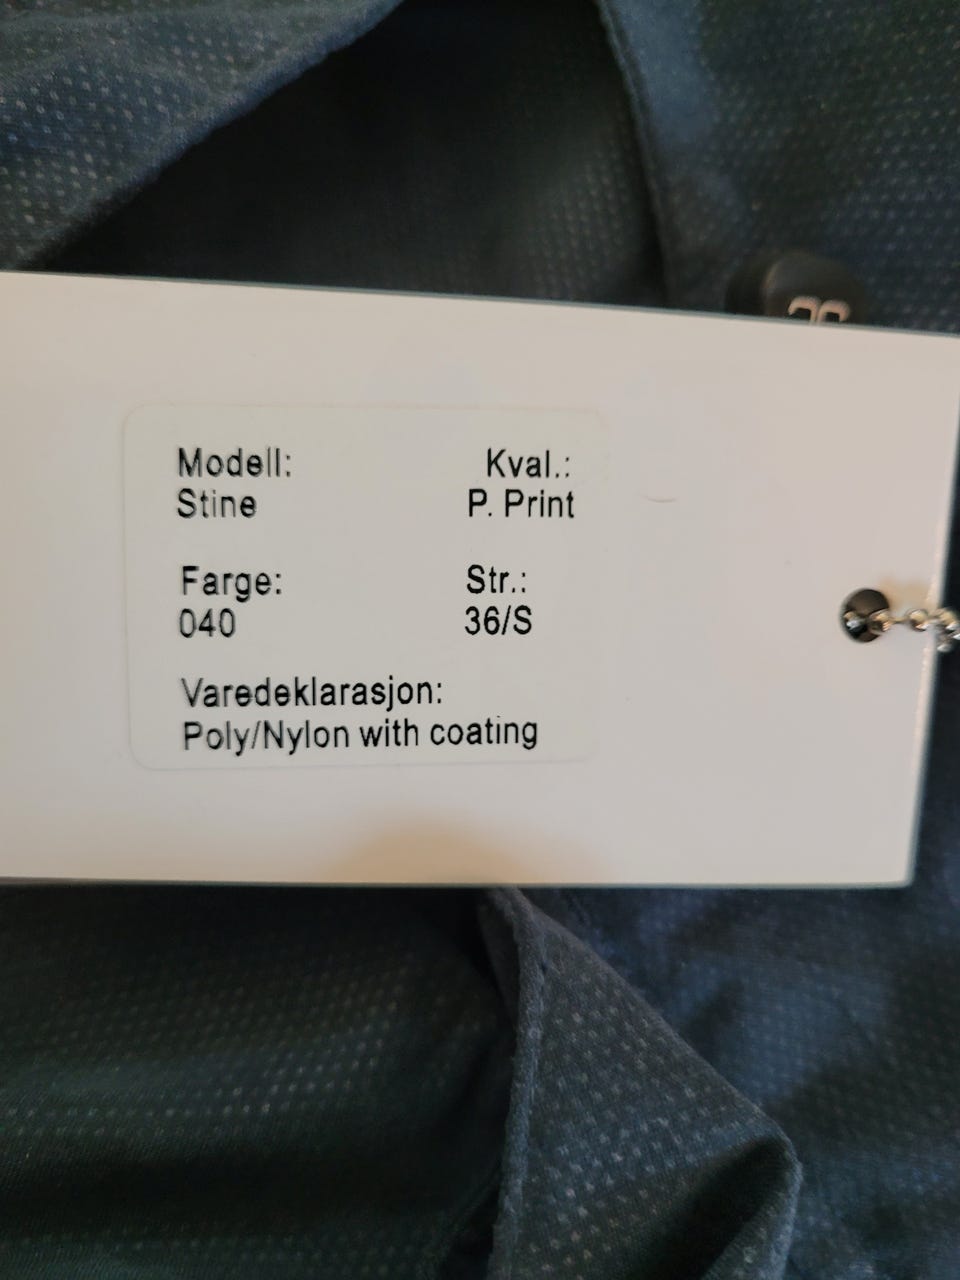 Modell: Kval.:
Stine P. Print
Farge: Str.:
040 36/S
Varedeklarasjon:
Poly/Nylon with coating